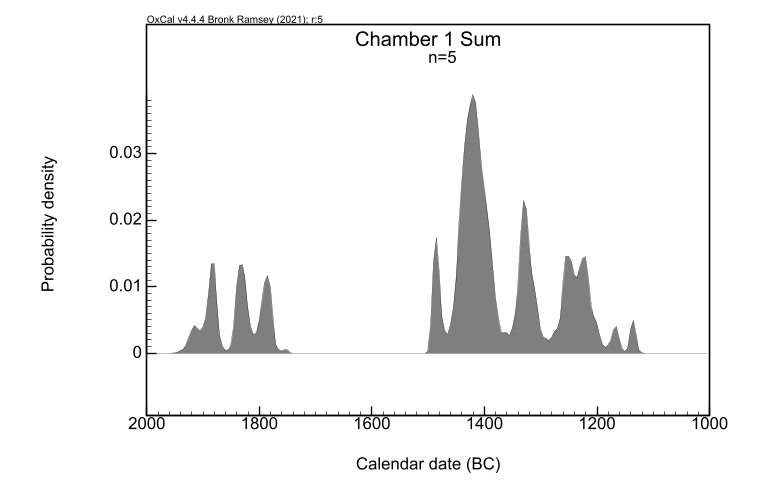 OxCal v4.4.4 Bronk Ramsey (2021); r:5
Chamber 1 Sum
n=5
Probability density
0.03
0.02
0.01
0
2000 1800 1600 1400 1200 1000
Calendar date (BC)